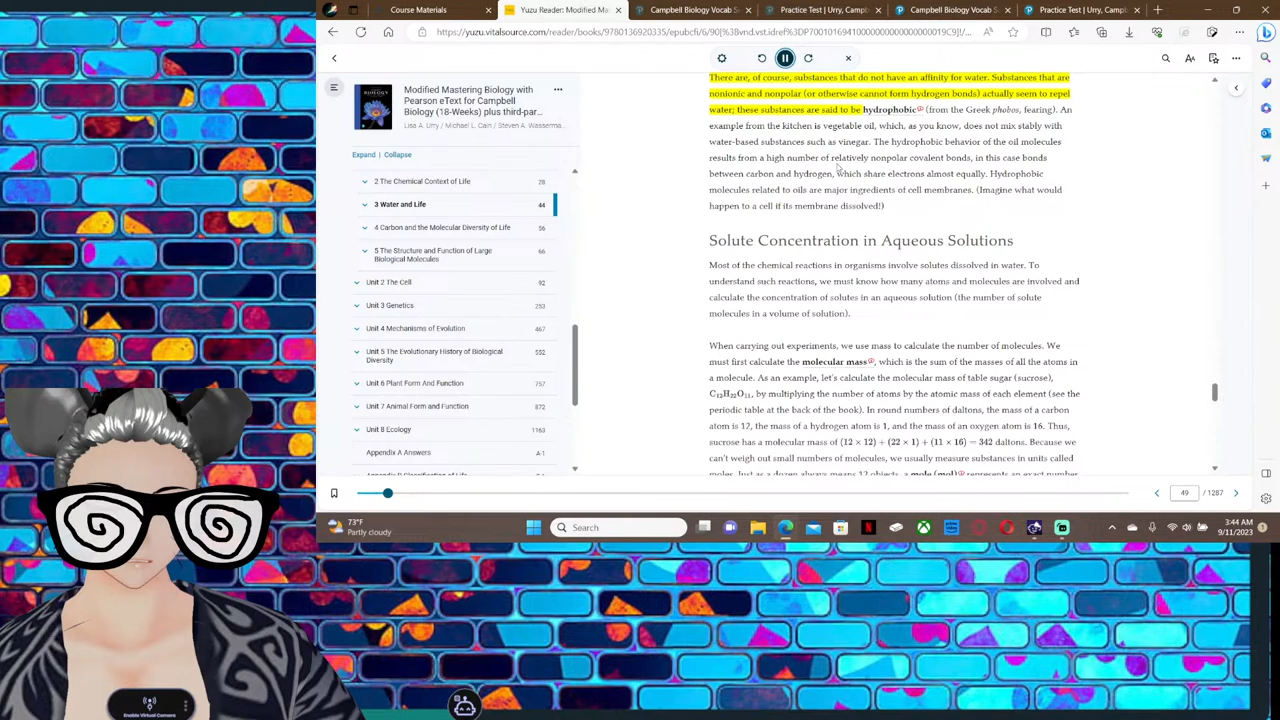 Course Materials
Yuzu Reader: Modified Ma
Campbell Biology Vocab S
Practice Test | Urry, Camp
Campbell Biology Vocab S
Practice Test | Urry, Camp
https://yuzu.vitalsource.com/reader/books/9780136920335/epubcfi/6/90[%3Bvnd.vst.idref%3DP7001016941000000000000000019C9]!/...
Modified Mastering Biology with
Pearson eText for Campbell
Biology (18-Weeks) plus third-par...
Lisa A. Urry / Michael L. Cain / Steven A. Wasserma...
Expand | Collapse
2 The Chemical Context of Life 28
3 Water and Life 44
4 Carbon and the Molecular Diversity of Life 56
5 The Structure and Function of Large
Biological Molecules 66
Unit 2 The Cell 92
Unit 3 Genetics 253
Unit 4 Mechanisms of Evolution 467
Unit 5 The Evolutionary History of Biological
Diversity 552
Unit 6 Plant Form And Function 757
Unit 7 Animal Form and Function 872
Unit 8 Ecology 1163
Appendix A Answers A-1
There are, of course, substances that do not have an affinity for water. Substances that are
nonionic and nonpolar (or otherwise cannot form hydrogen bonds) actually seem to repel
water; these substances are said to be hydrophobic (from the Greek phobos, fearing). An
example from the kitchen is vegetable oil, which, as you know, does not mix stably with
water-based substances such as vinegar. The hydrophobic behavior of the oil molecules
results from a high number of relatively nonpolar covalent bonds, in this case bonds
between carbon and hydrogen, which share electrons almost equally. Hydrophobic
molecules related to oils are major ingredients of cell membranes. (Imagine what would
happen to a cell if its membrane dissolved!)
Solute Concentration in Aqueous Solutions
Most of the chemical reactions in organisms involve solutes dissolved in water. To
understand such reactions, we must know how many atoms and molecules are involved and
calculate the concentration of solutes in an aqueous solution (the number of solute
molecules in a volume of solution).
When carrying out experiments, we use mass to calculate the number of molecules. We
must first calculate the molecular mass, which is the sum of the masses of all the atoms in
a molecule. As an example, let's calculate the molecular mass of table sugar (sucrose),
C₁₂H₂₂O₁₁, by multiplying the number of atoms by the atomic mass of each element (see the
periodic table at the back of the book). In round numbers of daltons, the mass of a carbon
atom is 12, the mass of a hydrogen atom is 1, and the mass of an oxygen atom is 16. Thus,
sucrose has a molecular mass of (12 × 12) + (22 × 1) + (11 × 16) = 342 daltons. Because we
can't weigh out small numbers of molecules, we usually measure substances in units called
moles. Just as a dozen always means 12 objects, a mole (mol) represents an exact number
49 / 1287
73°F
Partly cloudy
Search
3:44 AM
9/11/2023
Enable Virtual Camera